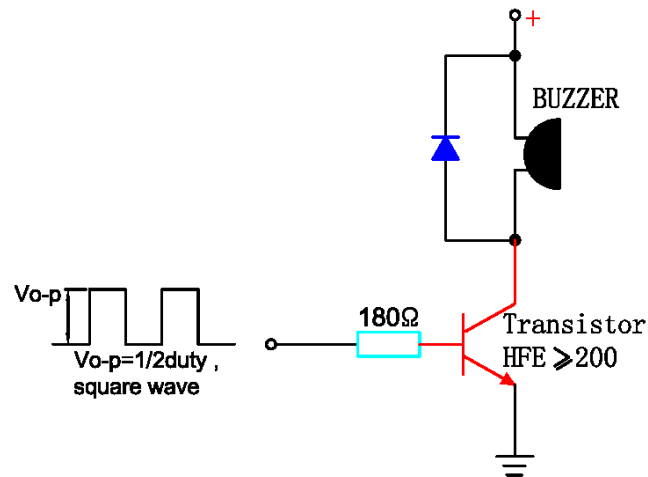 +
BUZZER
Vo-p
180Ω
Transistor
HFE ⩾200
Vo-p=1/2duty ,
square wave